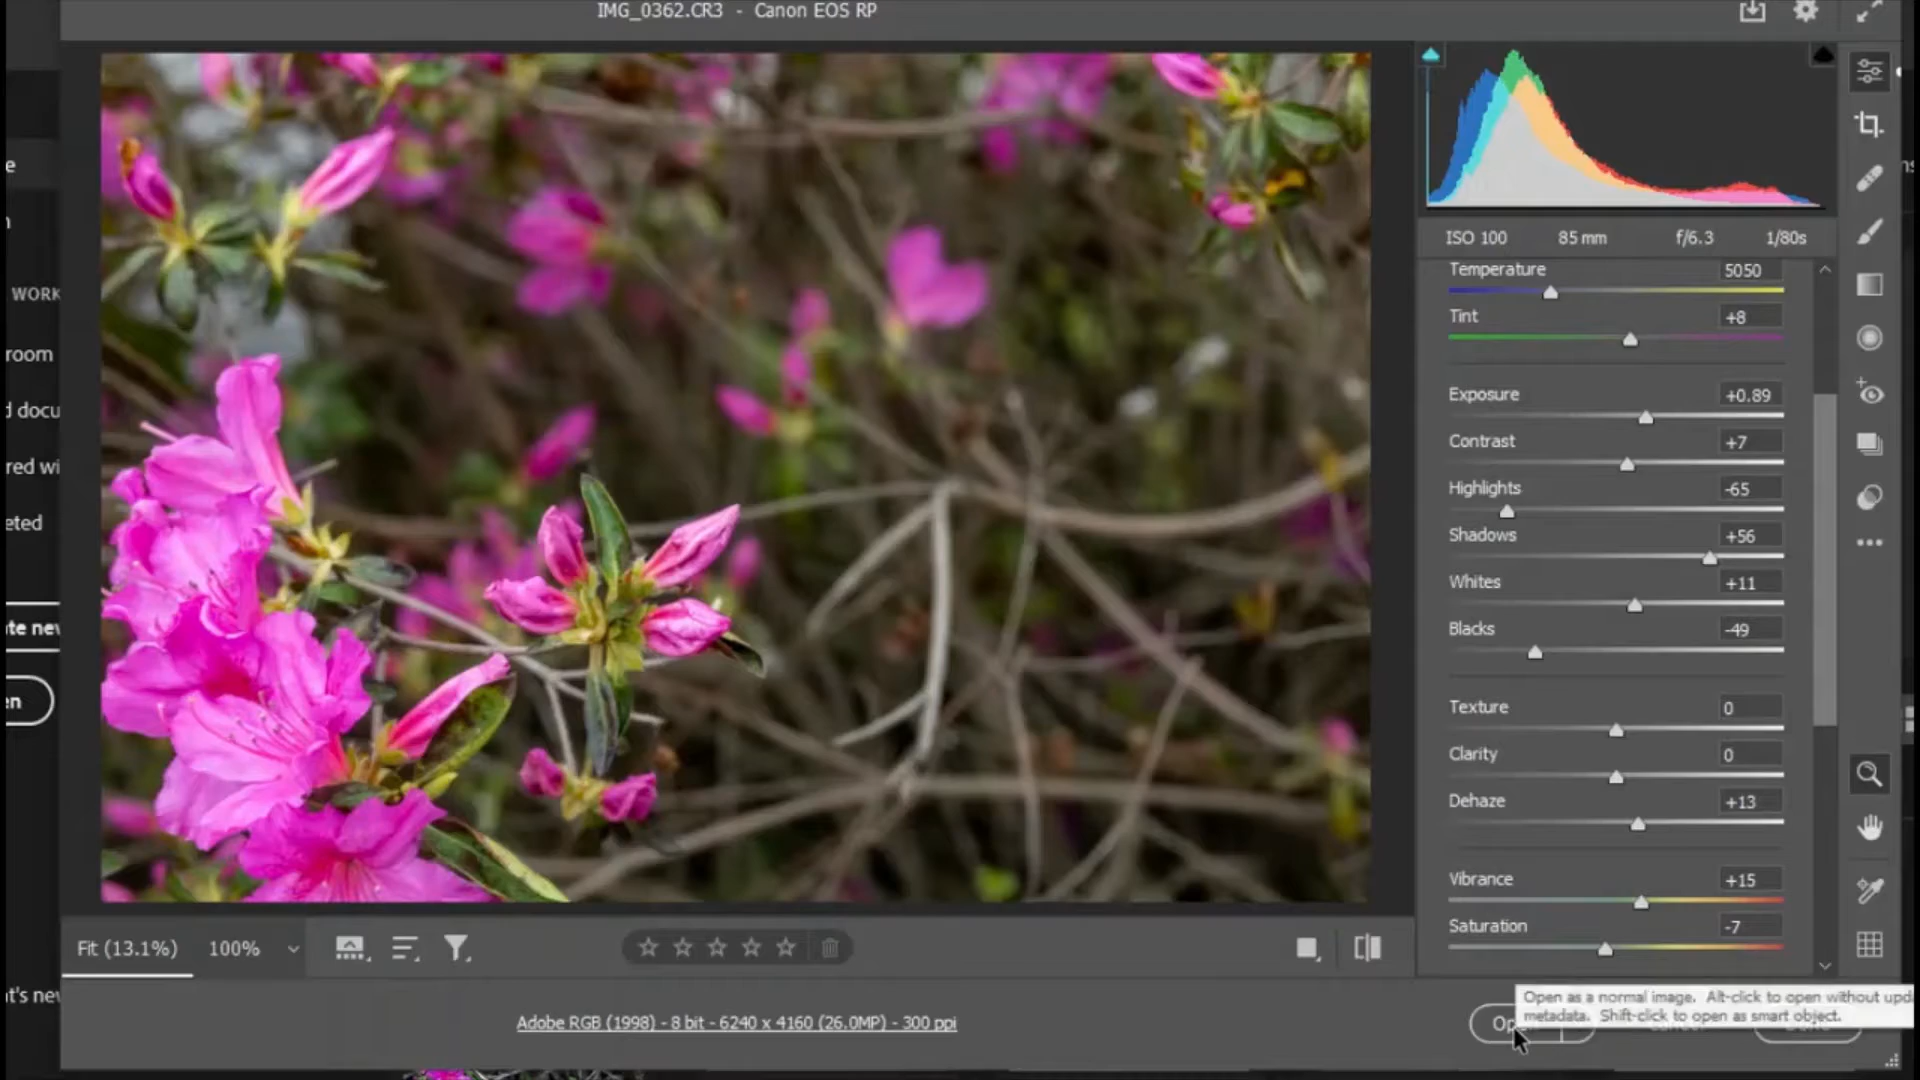 IMG_0362.CR3 - Canon EOS RP
ISO 100 85 mm f/6.3 1/80s
Temperature 5050
Tint +8
Exposure +0.89
Contrast +7
Highlights -65
Shadows +56
Whites +11
Blacks -49
Texture 0
Clarity 0
Dehaze +13
Vibrance +15
Saturation -7
e
n
WORK
room
d docu
red wi
eted
te new
en
t's new
Fit (13.1%) 100%
Adobe RGB (1998) - 8 bit - 6240 x 4160 (26.0MP) - 300 ppi
Open as a normal image. Alt-click to open without upd
metadata. Shift-click to open as smart object.